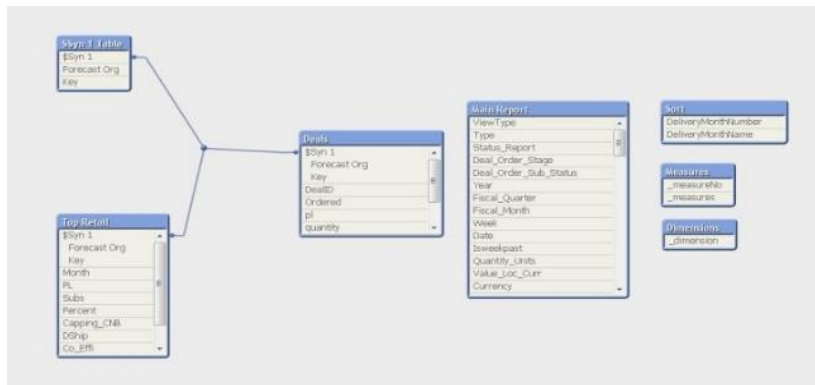 $Syn 1 Table
$Syn 1
Forecast Org
Key
Top Retail
$Syn 1
Forecast Org
Key
Month
PL
Subs
Percent
Capping_CNB
DShip
Co_Effi
Deals
$Syn 1
Forecast Org
Key
DealID
Ordered
pl
quantity
Main Report
ViewType
Type
Status_Report
Deal_Order_Stage
Deal_Order_Sub_Status
Year
Fiscal_Quarter
Fiscal_Month
Week
Date
Isweekpast
Quantity_Units
Value_Loc_Curr
Currency
Sort
DeliveryMonthNumber
DeliveryMonthName
Measures
_measureNo
_measures
Dimensions
_dimension